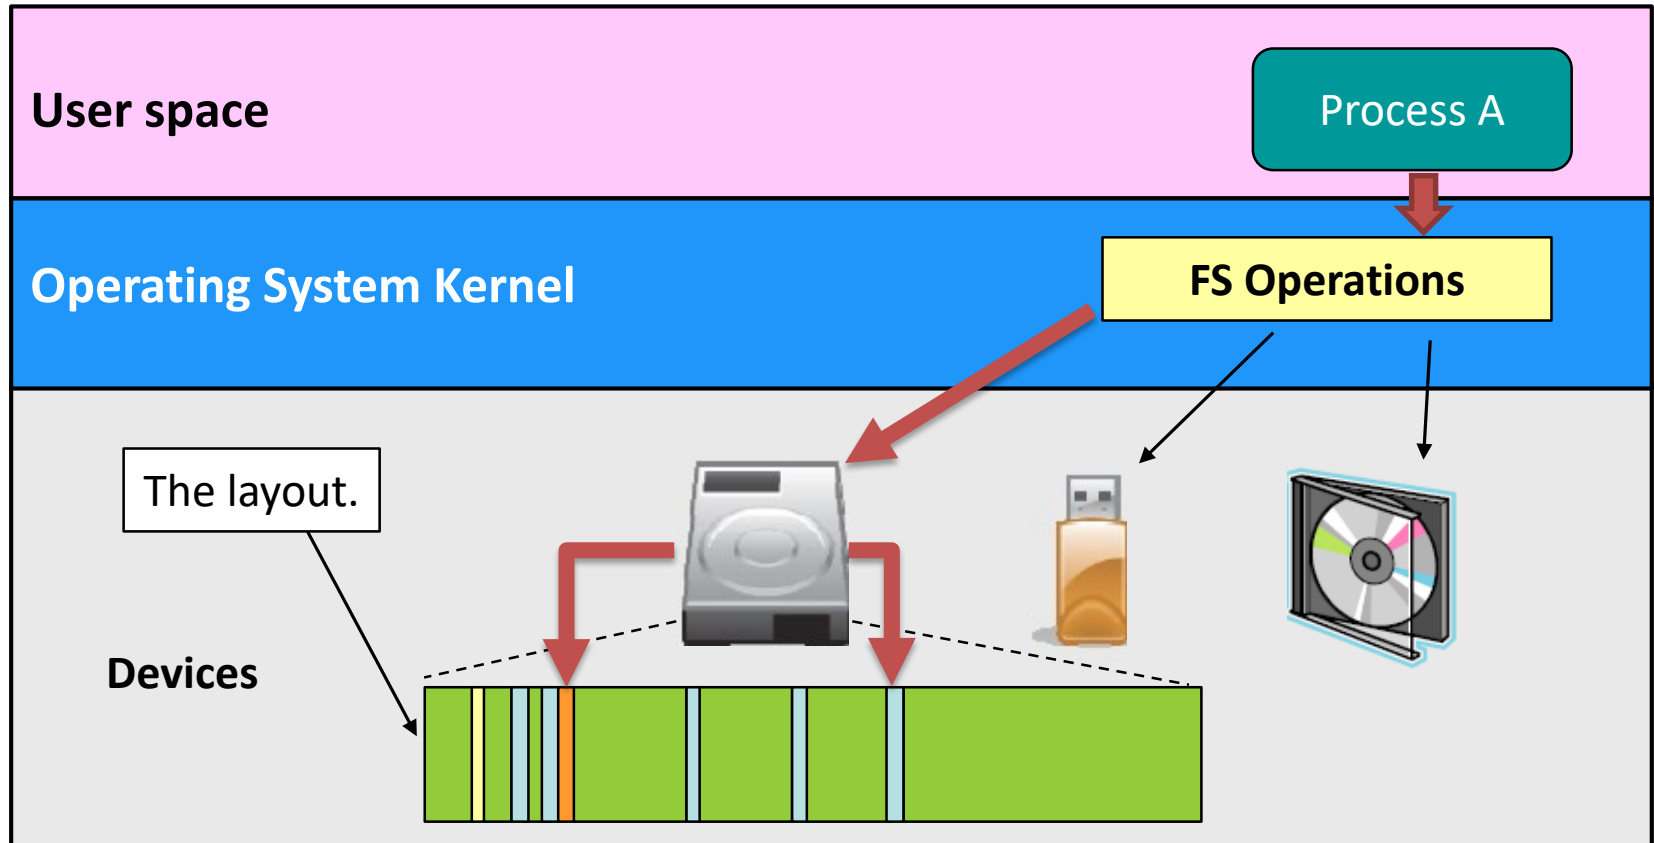 User space
Process A
Operating System Kernel
FS Operations
The layout.
Devices